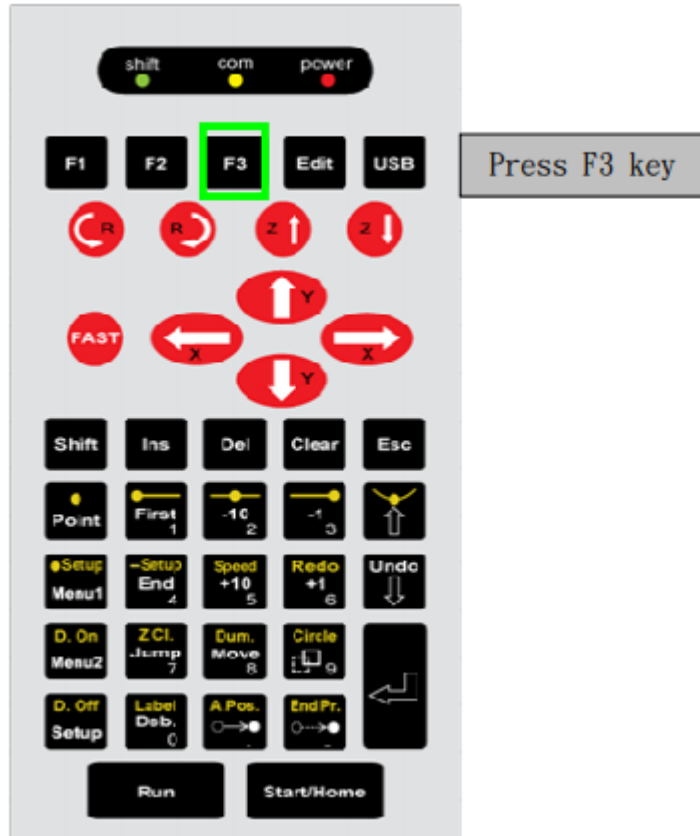 shift com power
F1 F2 F3 Edit USB
Press F3 key
R R Z Z
Y
FAST X X
Y
Shift Ins Del Clear Esc
Point First 1 -10 2 -1 3
Setup Menu1 -Setup End 4 Speed +10 5 Redo +1 6 Undo
D. On Menu2 Z Cl. Jump 7 Dum. Move 8 Circle 9
D. Off Setup Label Deb. 0 A Pos. . End Pr. -
Run Start/Home